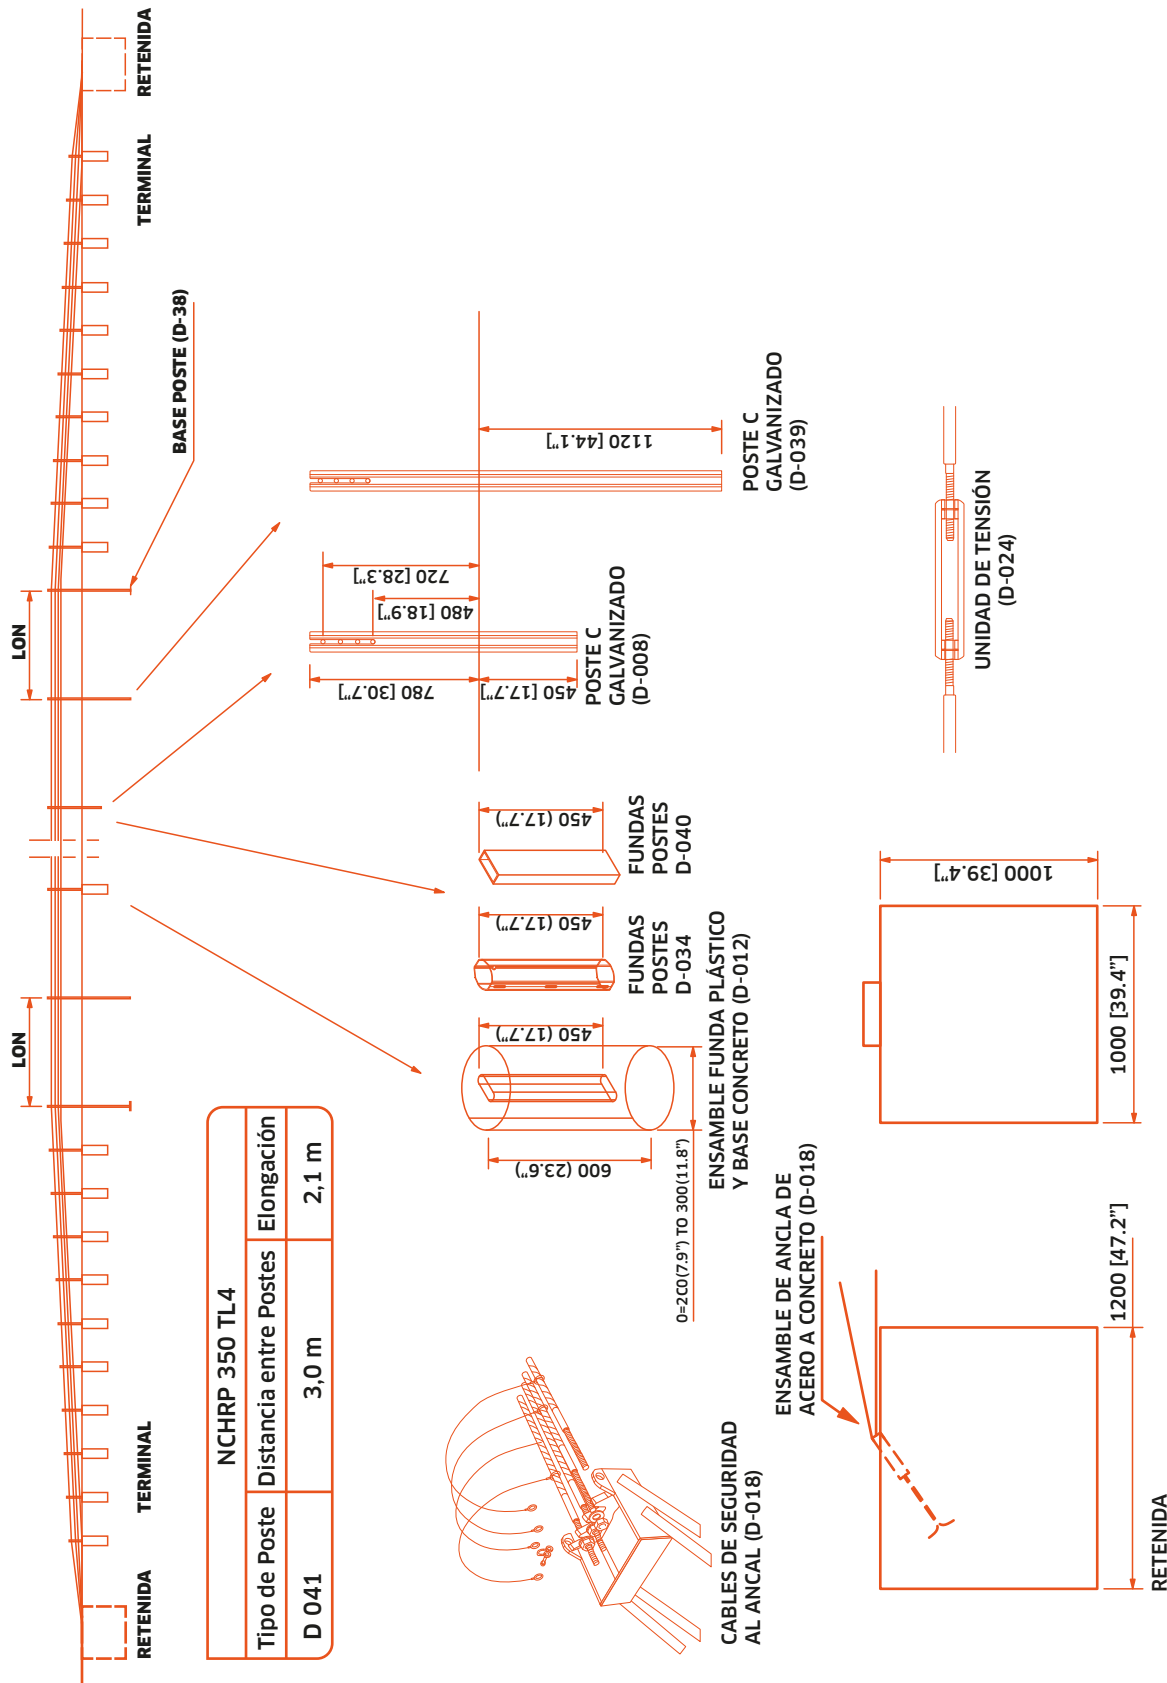 RETENIDA
TERMINAL
LON
LON
BASE POSTE (D-38)
TERMINAL
RETENIDA
NCHRP 350 TL4
Tipo de Poste Distancia entre Postes Elongación
D 041 3,0 m 2,1 m
780 [30.7"]
450 [17.7"]
480 [18.9"]
720 [28.3"]
POSTE C
GALVANIZADO
(D-008)
1120 [44.1"]
POSTE C
GALVANIZADO
(D-039)
600 (23.6")
450 (17.7")
0=2C0(7.9") TO 300(11.8")
ENSAMBLE FUNDA PLÁSTICO
Y BASE CONCRETO (D-012)
450 (17.7")
FUNDAS
POSTES
D-034
450 (17.7")
FUNDAS
POSTES
D-040
CABLES DE SEGURIDAD
AL ANCAL (D-018)
ENSAMBLE DE ANCLA DE
ACERO A CONCRETO (D-018)
1200 [47.2"]
RETENIDA
1000 [39.4"]
1000 [39.4"]
UNIDAD DE TENSIÓN
(D-024)